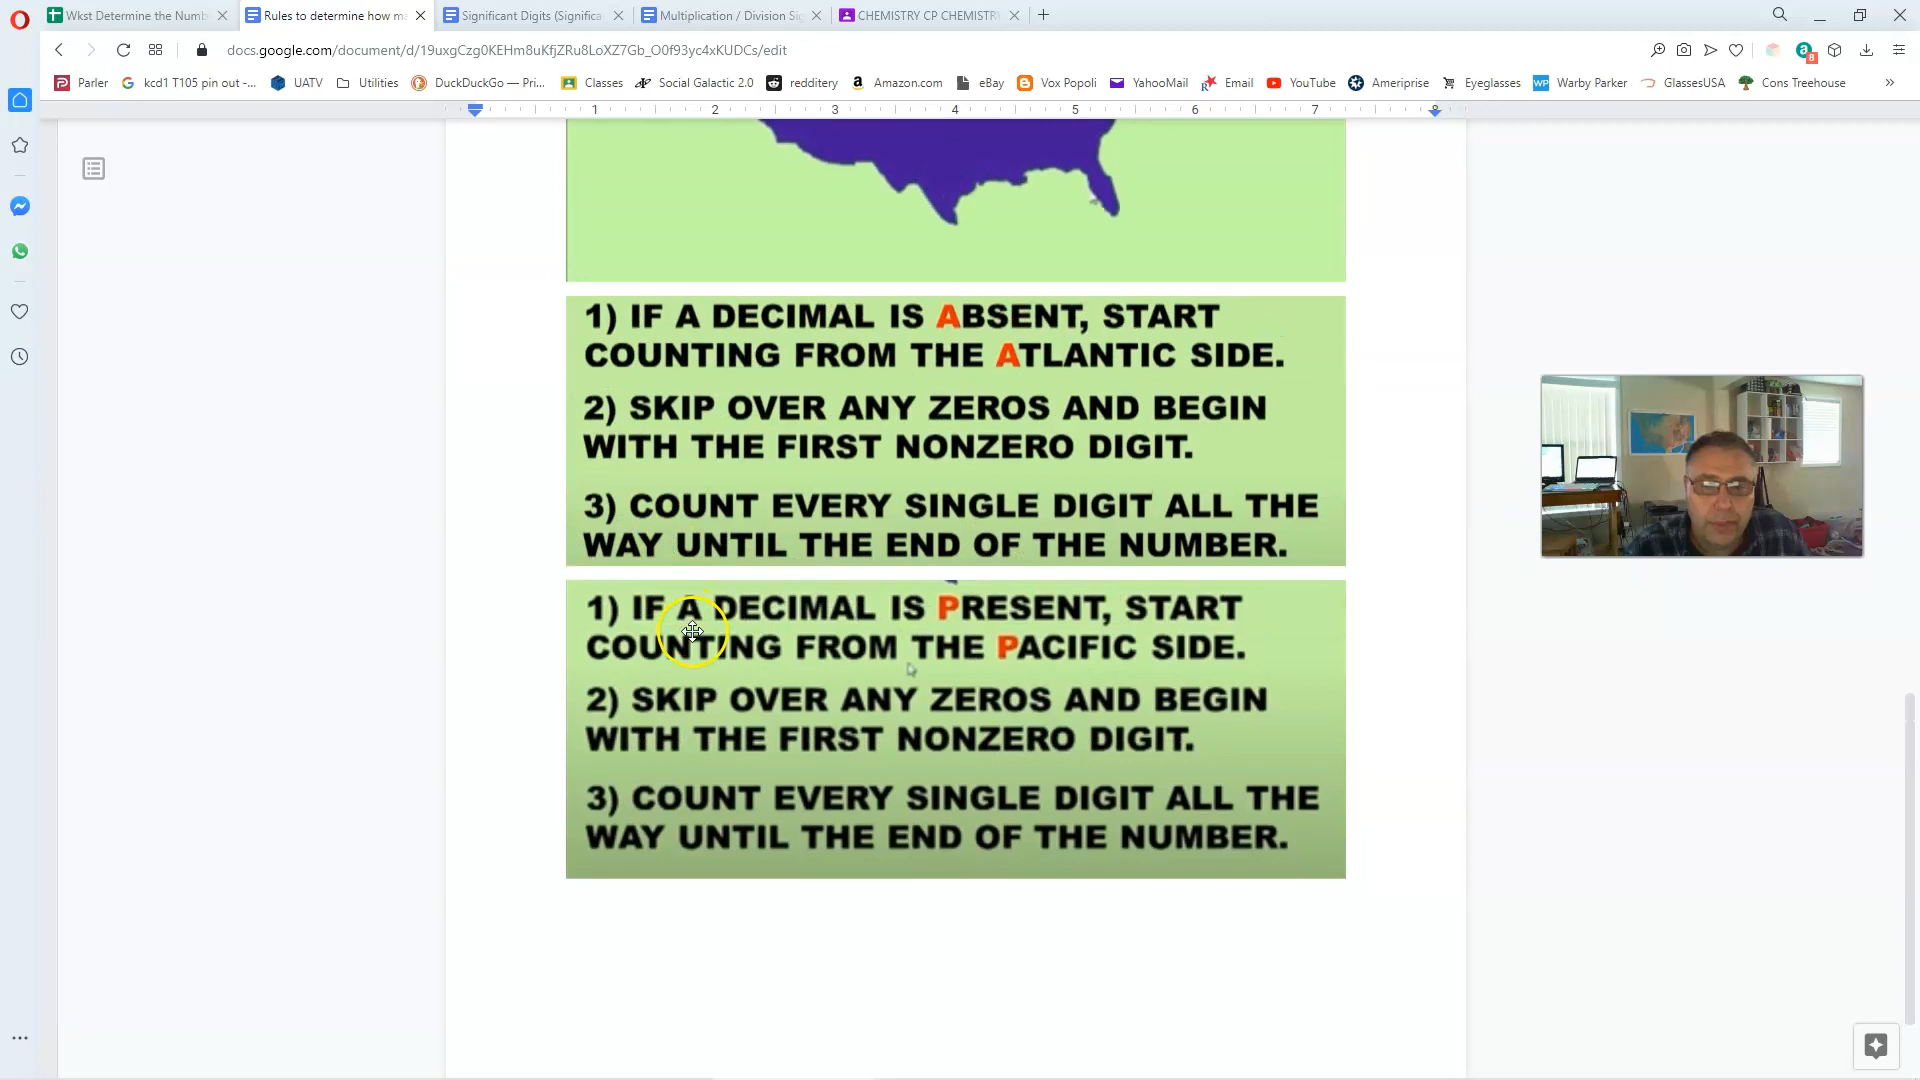 Wkst Determine the Numb
Rules to determine how ma
Significant Digits (Significa
Multiplication / Division Si
CHEMISTRY CP CHEMISTRY
docs.google.com/document/d/19uxgCzg0KEHm8uKfjZRu8LoXZ7Gb_O0f93yc4xKUDCs/edit
8
Parler
kcd1 T105 pin out -...
UATV
Utilities
DuckDuckGo — Pri...
Classes
Social Galactic 2.0
redditery
Amazon.com
eBay
Vox Popoli
YahooMail
Email
YouTube
Ameriprise
Eyeglasses
WP Warby Parker
GlassesUSA
Cons Treehouse
1 2 3 4 5 6 7 8
1) IF A DECIMAL IS ABSENT, START
COUNTING FROM THE ATLANTIC SIDE.
2) SKIP OVER ANY ZEROS AND BEGIN
WITH THE FIRST NONZERO DIGIT.
3) COUNT EVERY SINGLE DIGIT ALL THE
WAY UNTIL THE END OF THE NUMBER.
1) IF A DECIMAL IS PRESENT, START
COUNTING FROM THE PACIFIC SIDE.
2) SKIP OVER ANY ZEROS AND BEGIN
WITH THE FIRST NONZERO DIGIT.
3) COUNT EVERY SINGLE DIGIT ALL THE
WAY UNTIL THE END OF THE NUMBER.